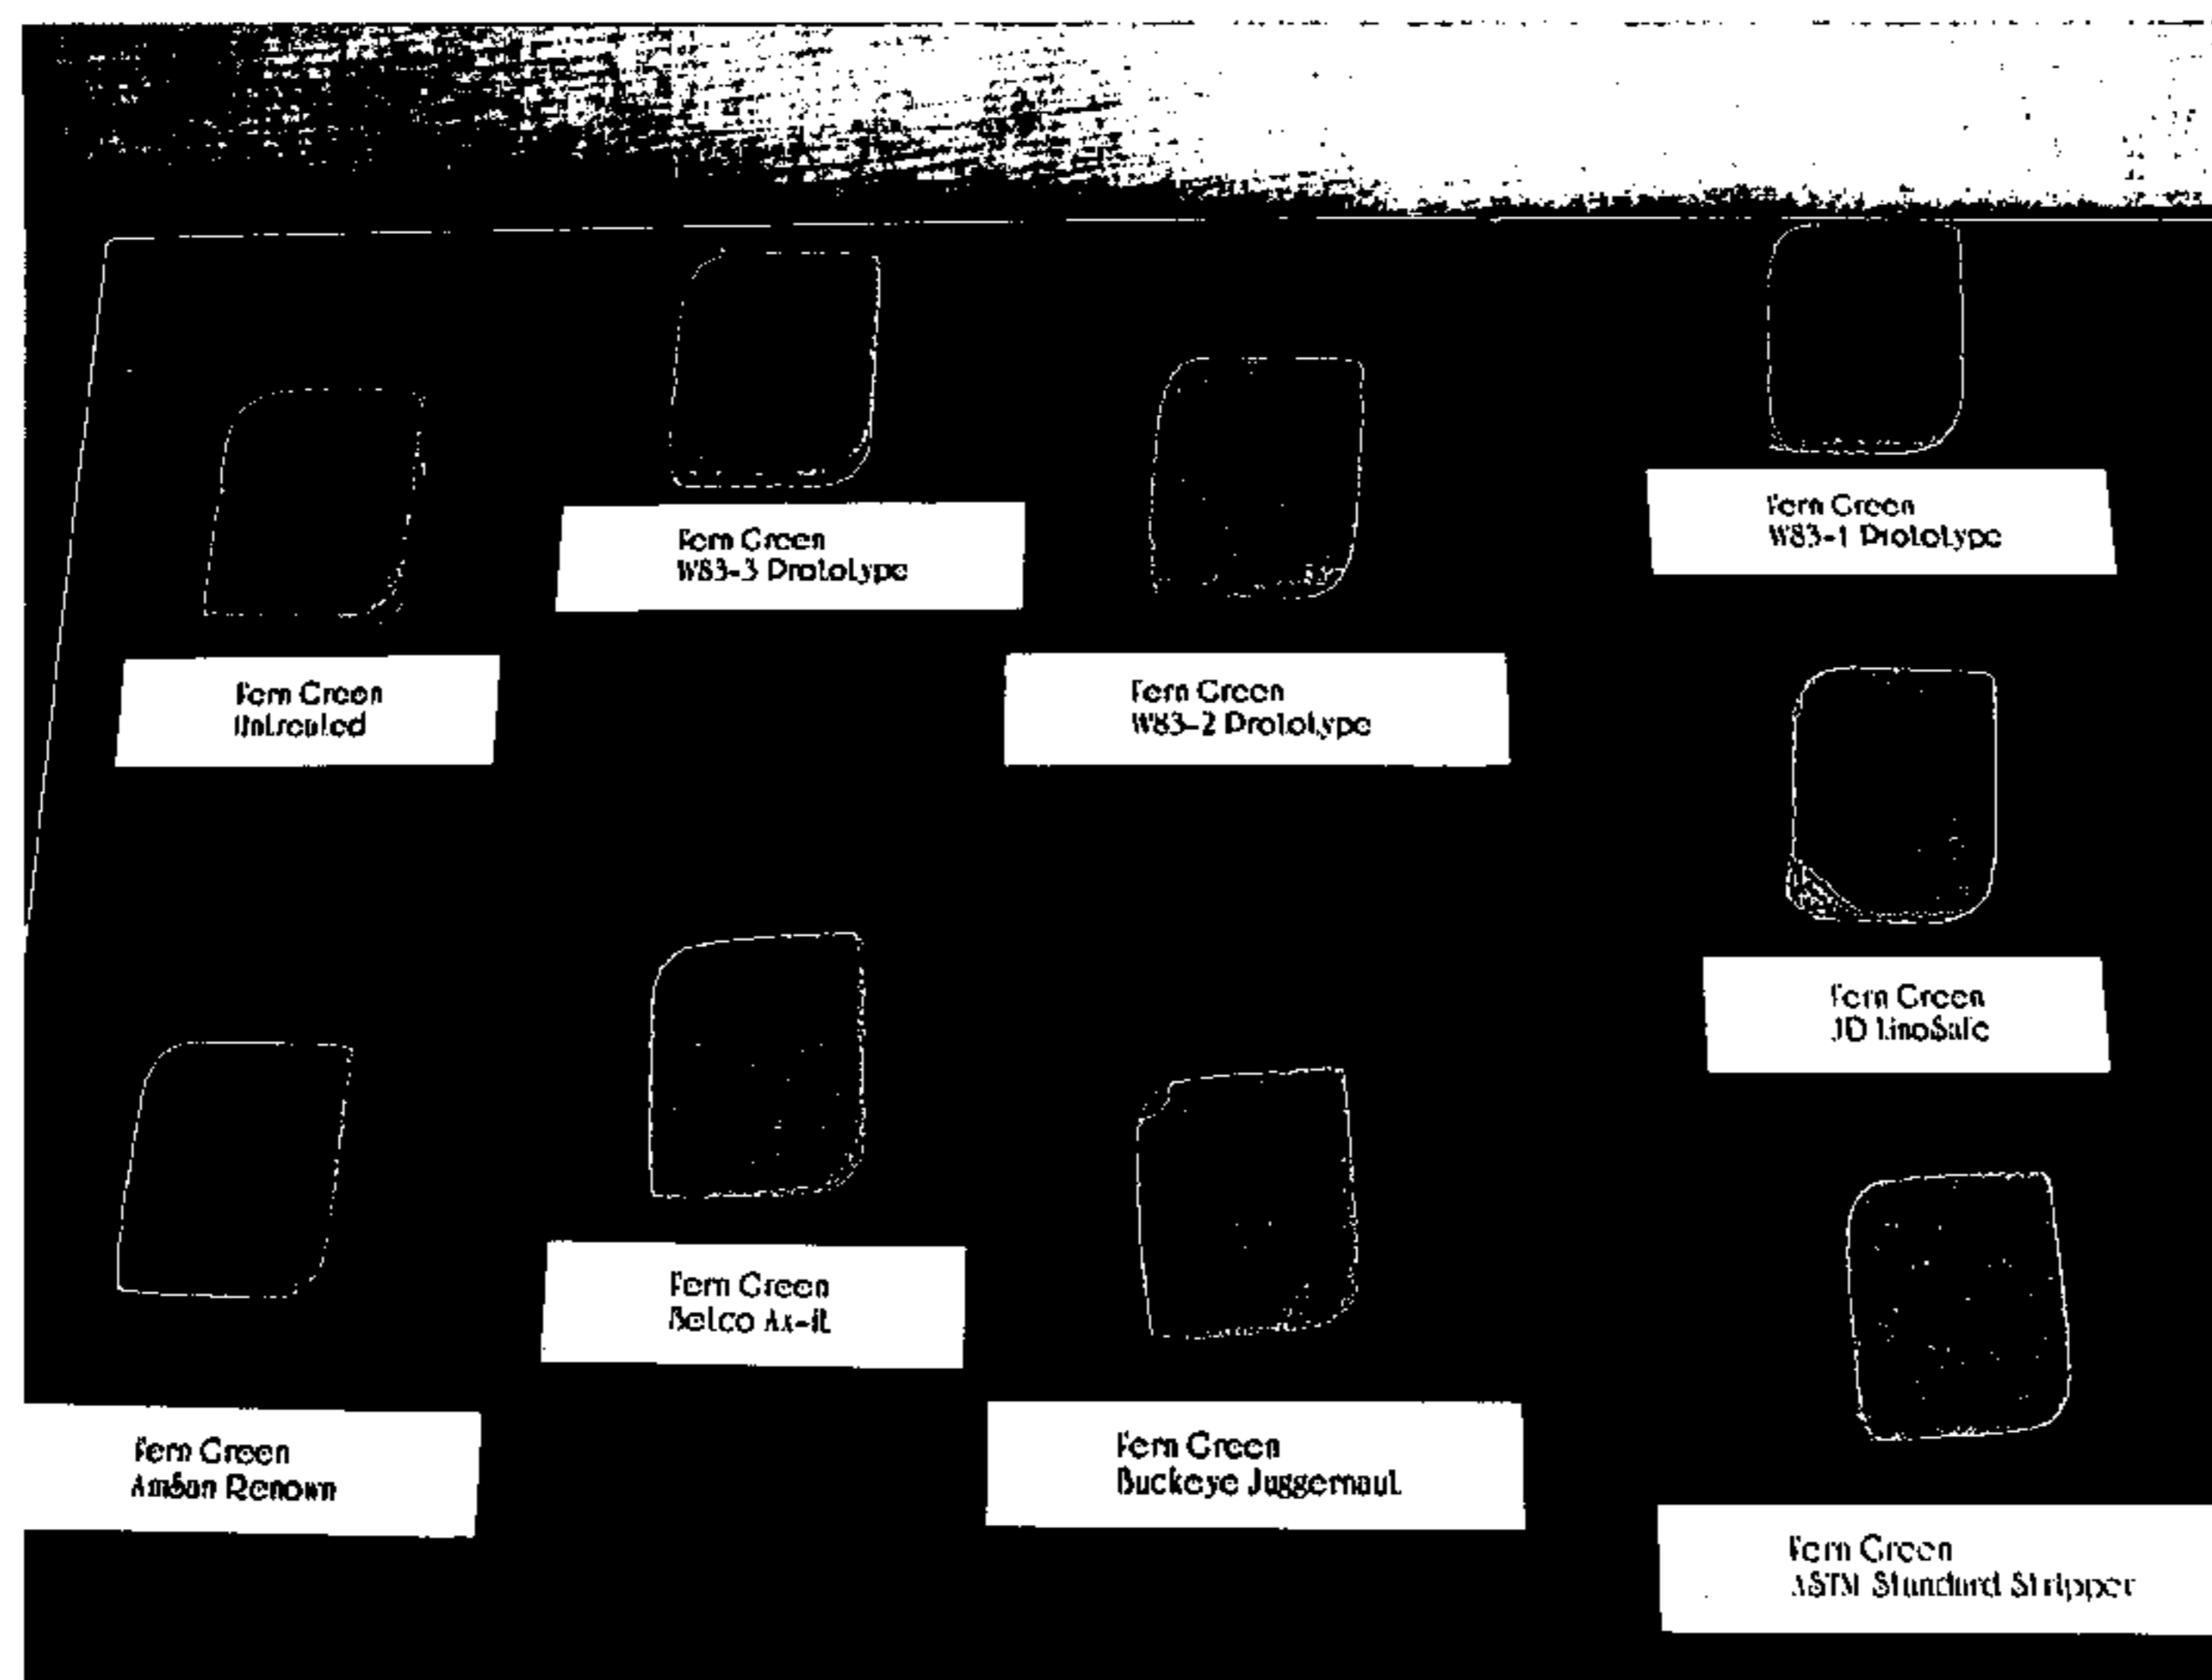 Fern Green
W83-3 Prototype
Fern Green
W83-1 Prototype
Fern Green
Untreated
Fern Green
W83-2 Prototype
Fern Green
JD LinoSafe
Fern Green
Betco Ax-it
Fern Green
AmSan Renown
Fern Green
Buckeye Juggernaut
Fern Green
ASTM Standard Stripper